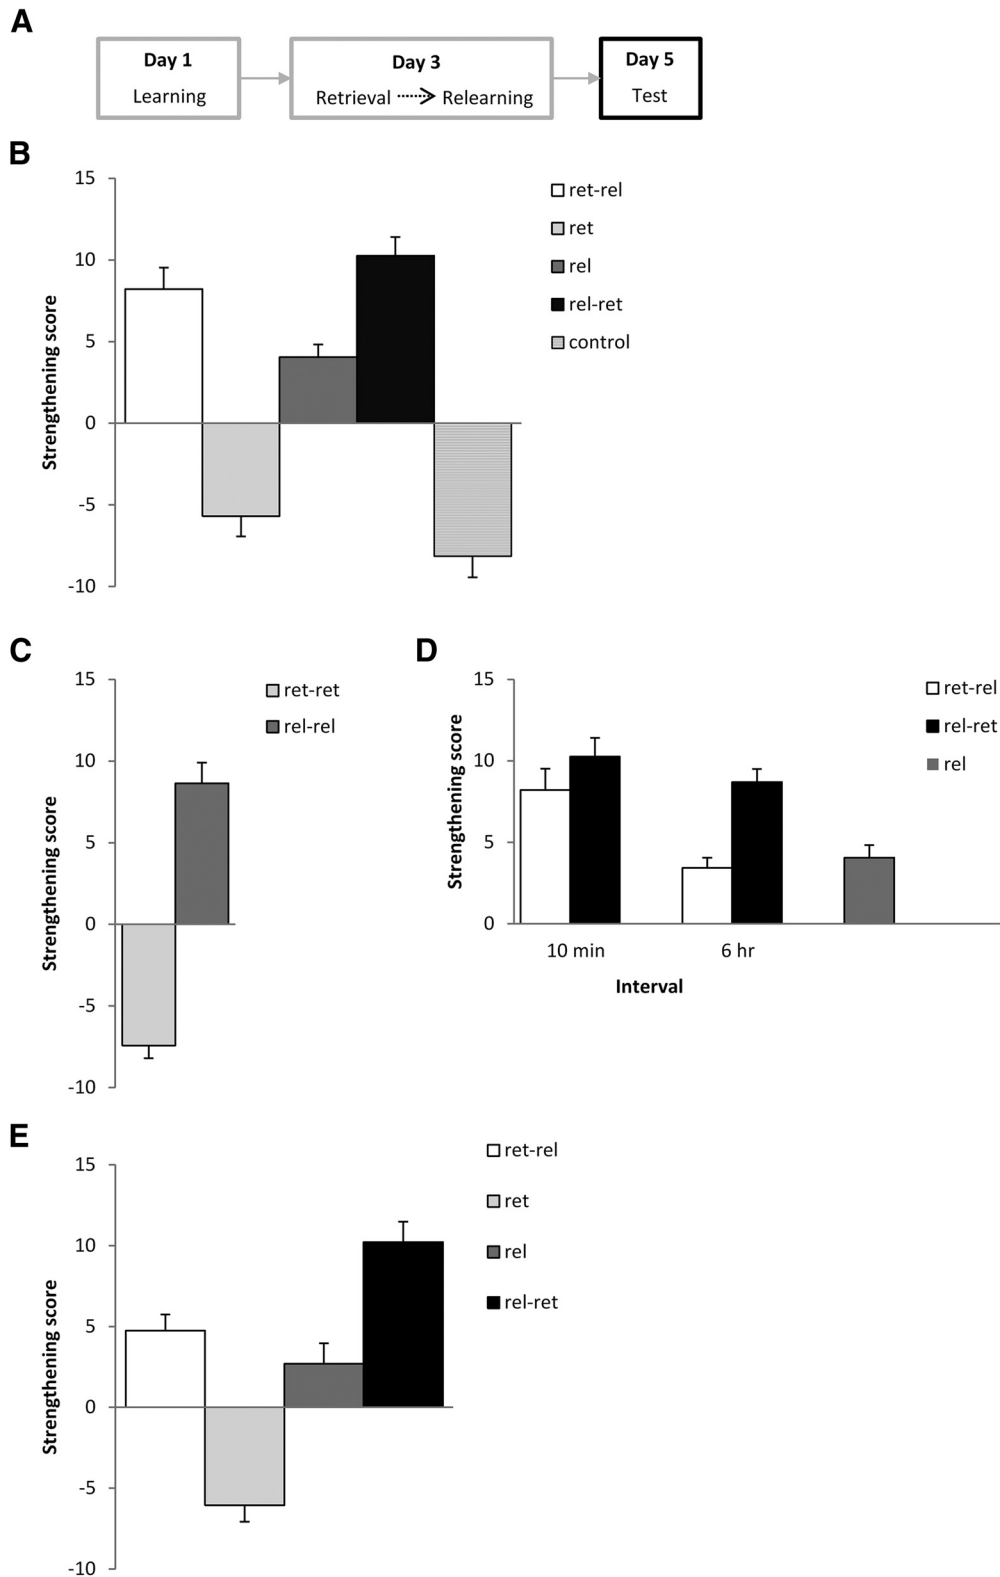 A
Day 1
Learning
Day 3
Retrieval
Relearning
Day 5
Test
B
Strengthening score
15
10
5
0
-5
-10
ret-rel
ret
rel
rel-ret
control
C
Strengthening score
15
10
5
0
-5
-10
ret-ret
rel-rel
D
Strengthening score
15
10
5
0
10 min
6 hr
Interval
ret-rel
rel-ret
rel
E
Strengthening score
15
10
5
0
-5
-10
ret-rel
ret
rel
rel-ret